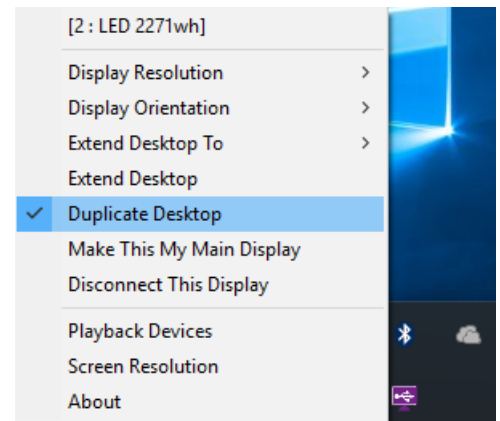 [2 : LED 2271wh]
Display Resolution
Display Orientation
Extend Desktop To
Extend Desktop
Duplicate Desktop
Make This My Main Display
Disconnect This Display
Playback Devices
Screen Resolution
About